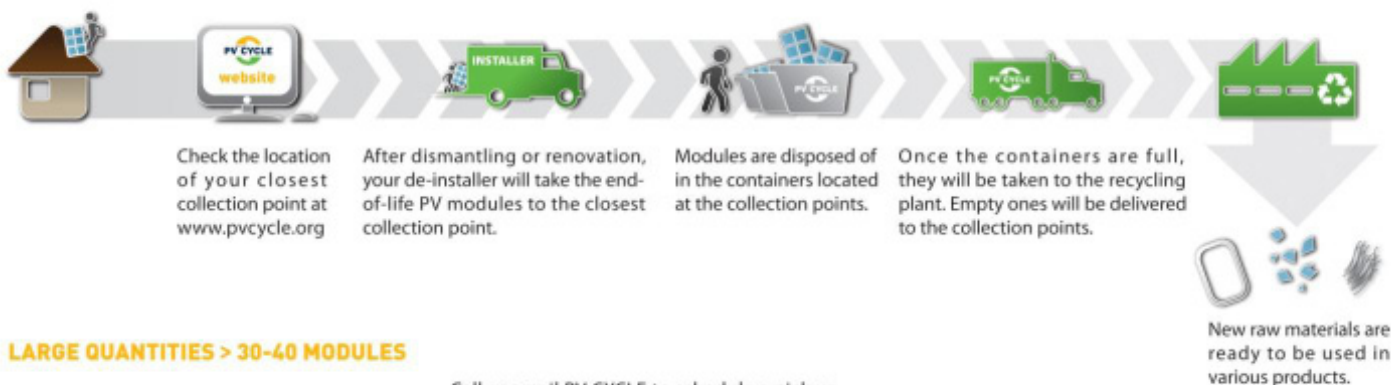 PV CYCLE
website
INSTALLER
PV CYCLE
PV CYCLE
Check the location
of your closest
collection point at
www.pvcycle.org
After dismantling or renovation,
your de-installer will take the end-
of-life PV modules to the closest
collection point.
Modules are disposed of
in the containers located
at the collection points.
Once the containers are full,
they will be taken to the recycling
plant. Empty ones will be delivered
to the collection points.
New raw materials are
ready to be used in
various products.
LARGE QUANTITIES > 30-40 MODULES